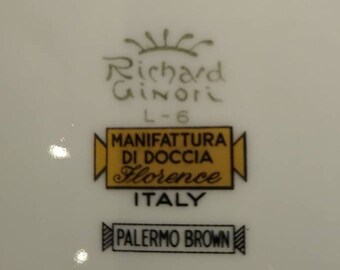 Richard
Ginori
L-6
MANIFATTURA
DI DOCCIA
Florence
ITALY
PALERMO BROWN